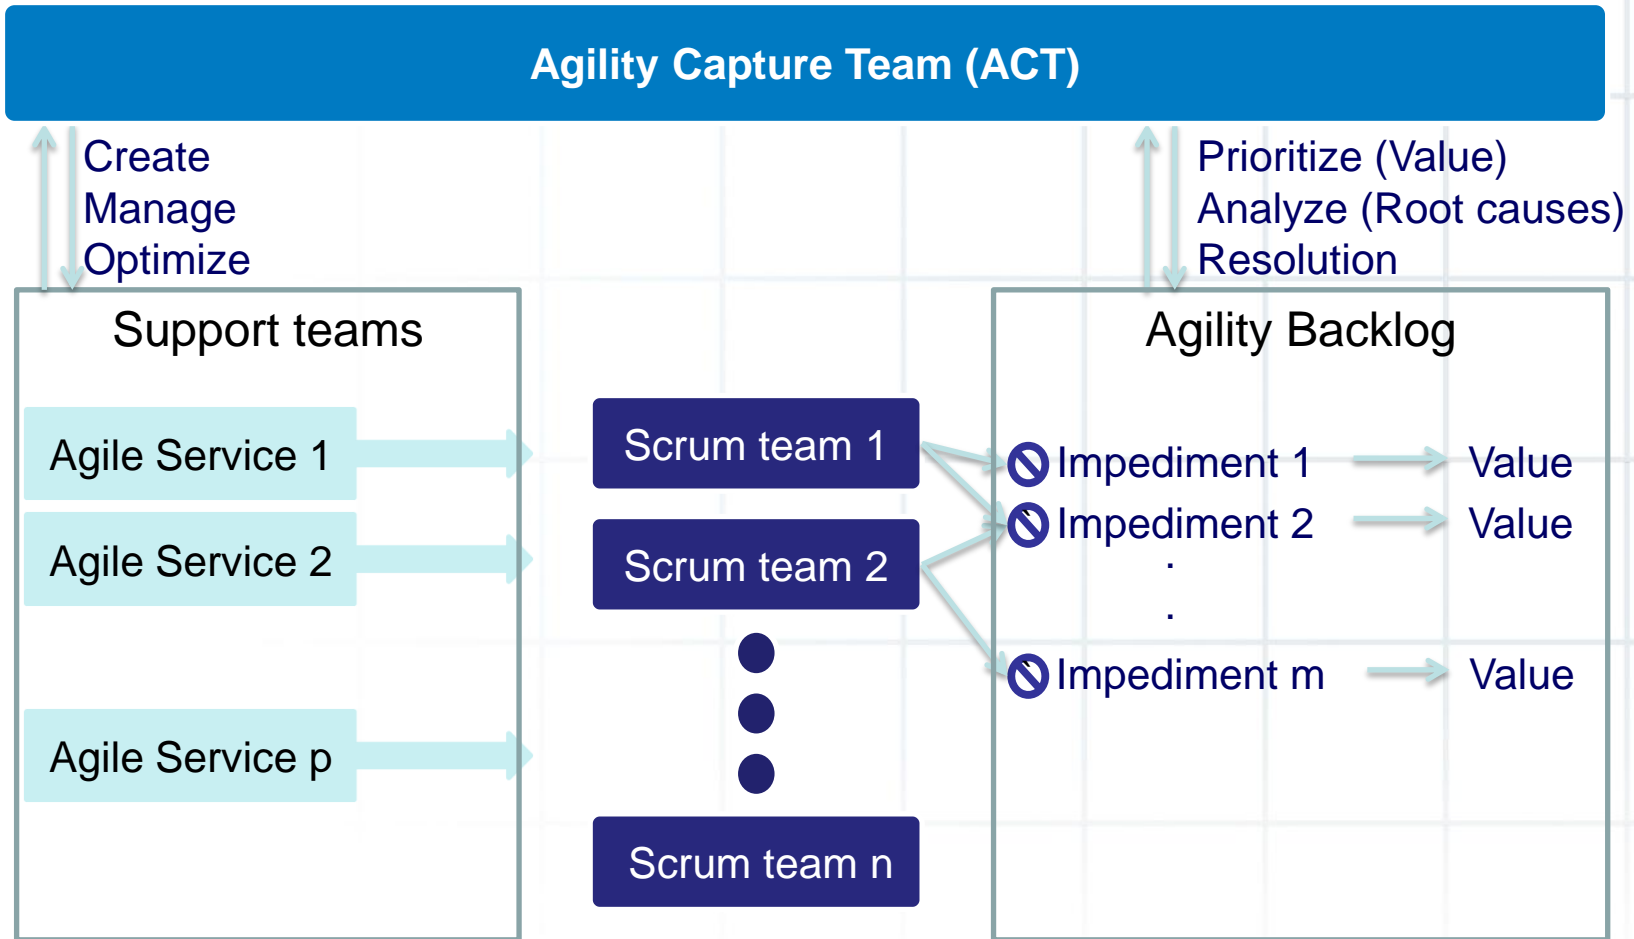 Agility Capture Team (ACT)
Create
Manage
Optimize
Prioritize (Value)
Analyze (Root causes)
Resolution
Support teams
Agile Service 1
Agile Service 2
Agile Service p
Scrum team 1
Scrum team 2
Scrum team n
Agility Backlog
Impediment 1
Value
Impediment 2
Value
.
.
Impediment m
Value